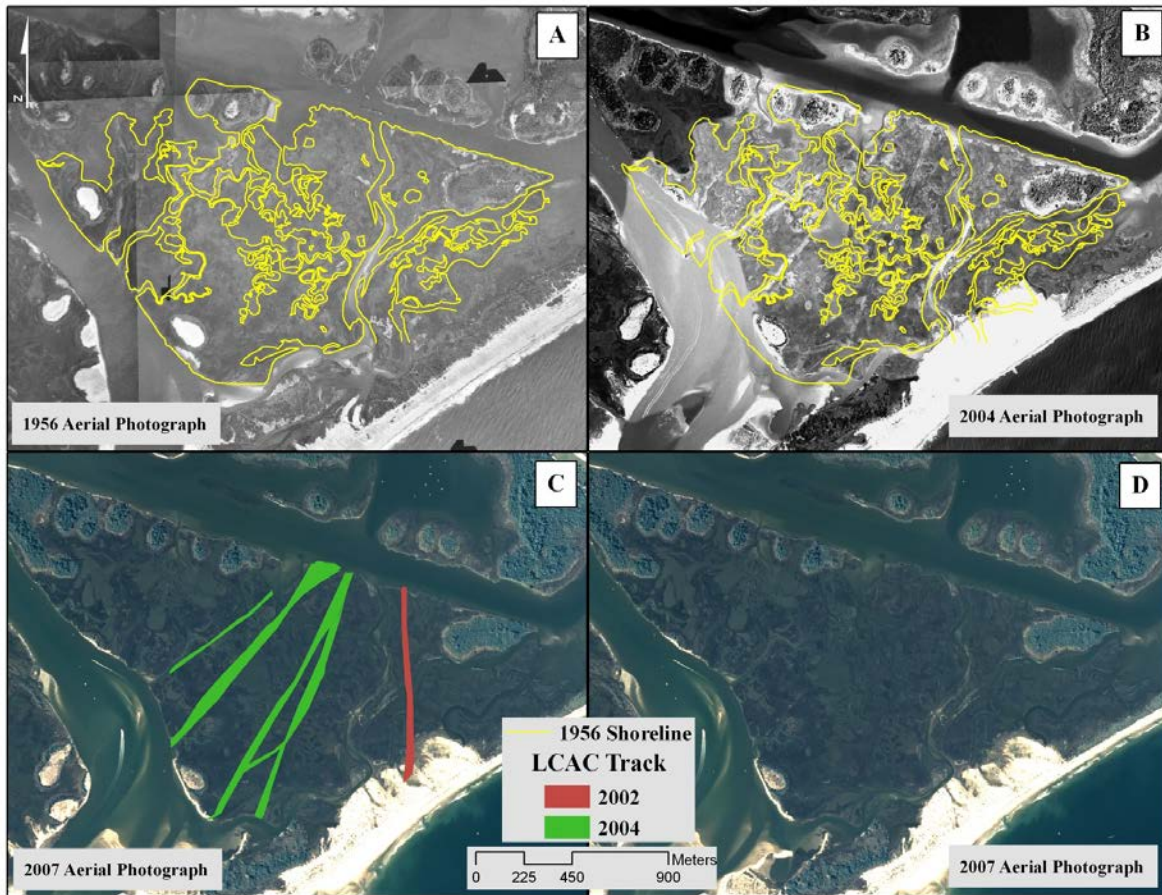 A
B
N
1956 Aerial Photograph
2004 Aerial Photograph
C
D
1956 Shoreline
LCAC Track
2002
2004
2007 Aerial Photograph
Meters
0 225 450 900
2007 Aerial Photograph